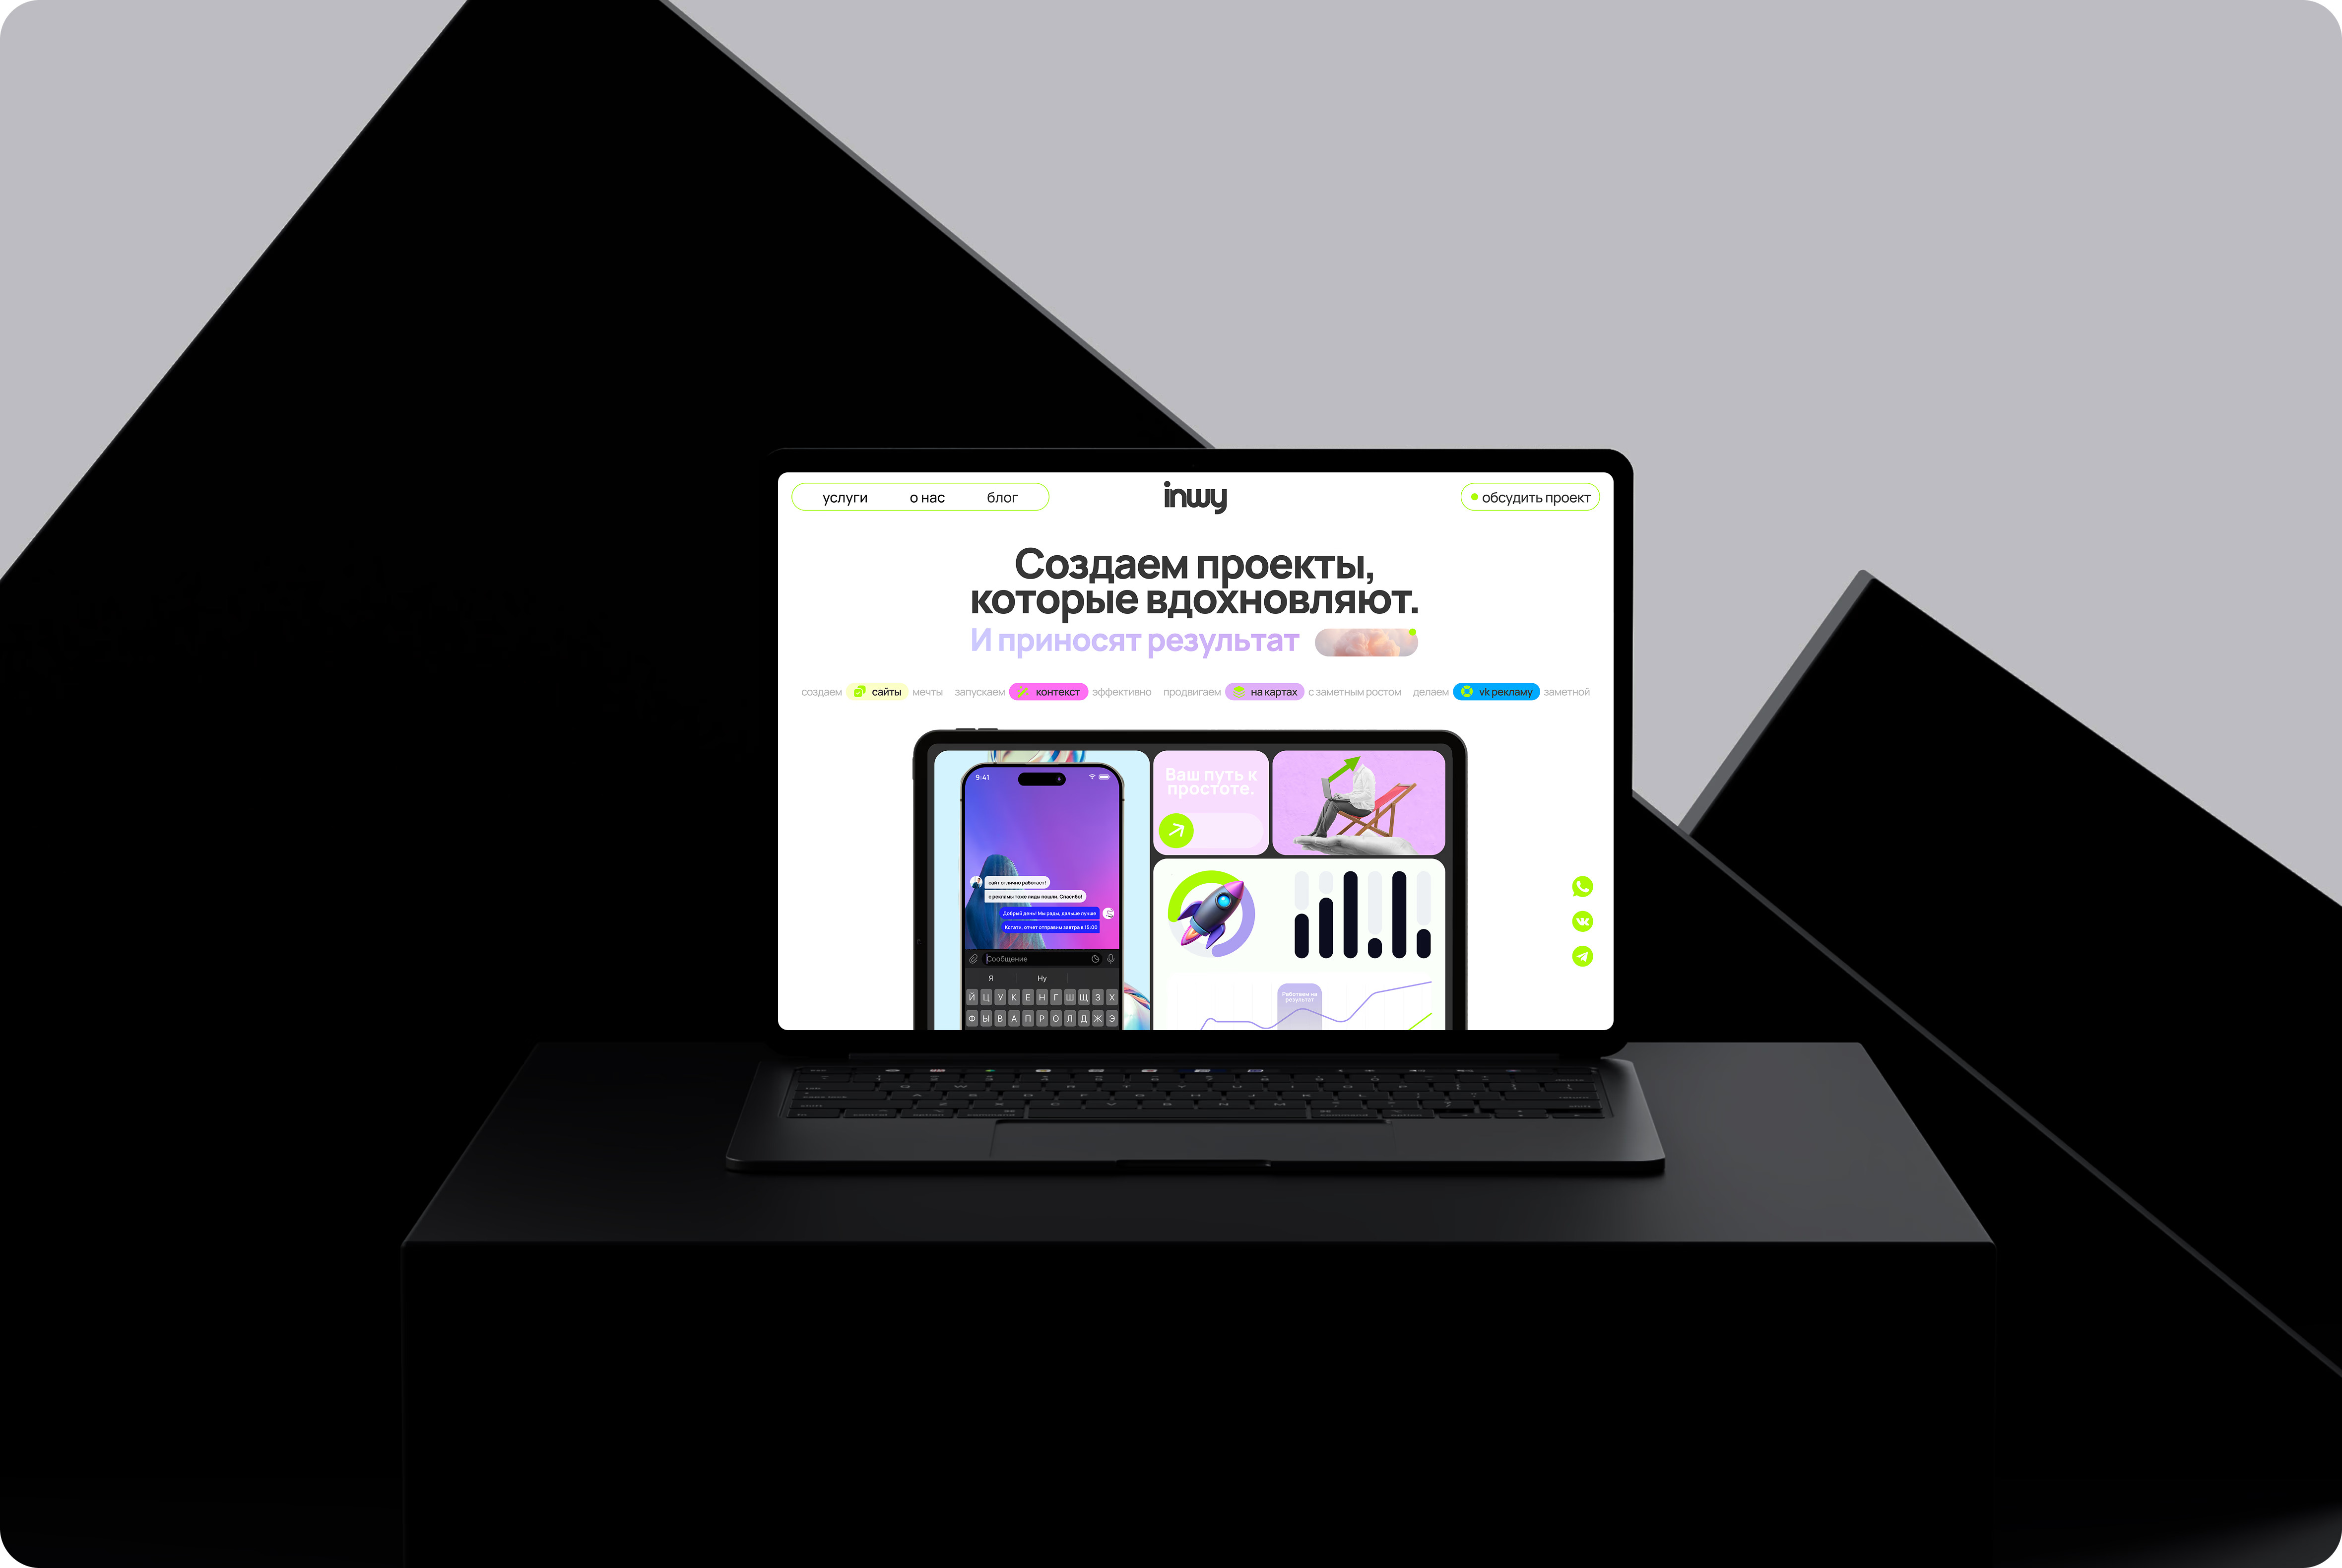 услуги о нас блог
inwy
обсудить проект
Создаем проекты,
которые вдохновляют.
И приносят результат
создаем сайты мечты запускаем контекст эффективно продвигаем на картах с заметным ростом делаем vk рекламу заметной
9:41
сайт отлично работает!
с рекламы тоже лиды пошли. Спасибо!
Добрый день! Мы рады, дальше лучше
Кстати, отчет отправим завтра в 15:00
Сообщение
Я Ну
Й Ц У К Е Н Г Ш Щ З Х
Ф Ы В А П Р О Л Д Ж Э
Ваш путь к
простоте.
Работаем на
результат